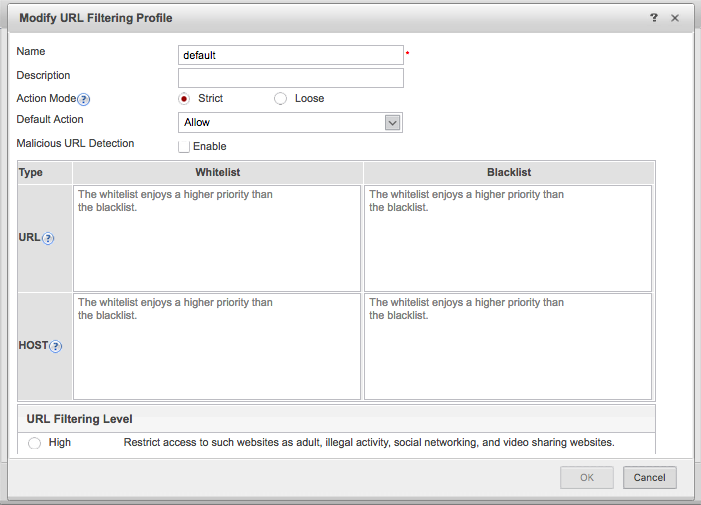 Modify URL Filtering Profile ? ×
Name default *
Description
Action Mode ? Strict Loose
Default Action Allow
Malicious URL Detection Enable
Type Whitelist Blacklist
The whitelist enjoys a higher priority than The whitelist enjoys a higher priority than
the blacklist. the blacklist.
URL ?
The whitelist enjoys a higher priority than The whitelist enjoys a higher priority than
the blacklist. the blacklist.
HOST ?
URL Filtering Level
High Restrict access to such websites as adult, illegal activity, social networking, and video sharing websites.
OK Cancel